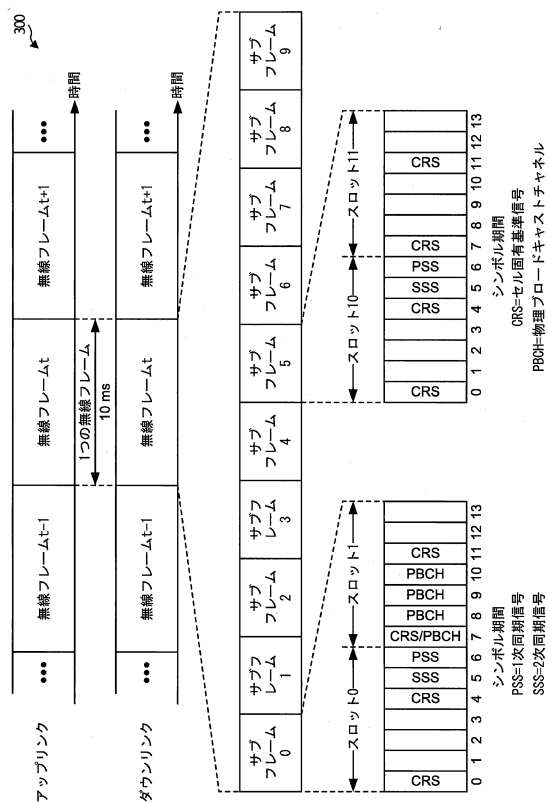 300
アップリンク
••• 無線フレームt−1 無線フレームt 無線フレームt+1 •••
時間
1つの無線フレーム
10 ms
ダウンリンク
••• 無線フレームt−1 無線フレームt 無線フレームt+1 •••
時間
サブフレーム 0
サブフレーム 1
サブフレーム 2
サブフレーム 3
サブフレーム 4
サブフレーム 5
サブフレーム 6
サブフレーム 7
サブフレーム 8
サブフレーム 9
スロット0 スロット1
CRS CRS SSS PSS CRS/PBCH PBCH PBCH PBCH CRS
0 1 2 3 4 5 6 7 8 9 10 11 12 13
シンボル期間
スロット10 スロット11
CRS CRS SSS PSS CRS CRS
0 1 2 3 4 5 6 7 8 9 10 11 12 13
シンボル期間
PSS=1次同期信号
SSS=2次同期信号
CRS=セル固有基準信号
PBCH=物理ブロードキャストチャネル